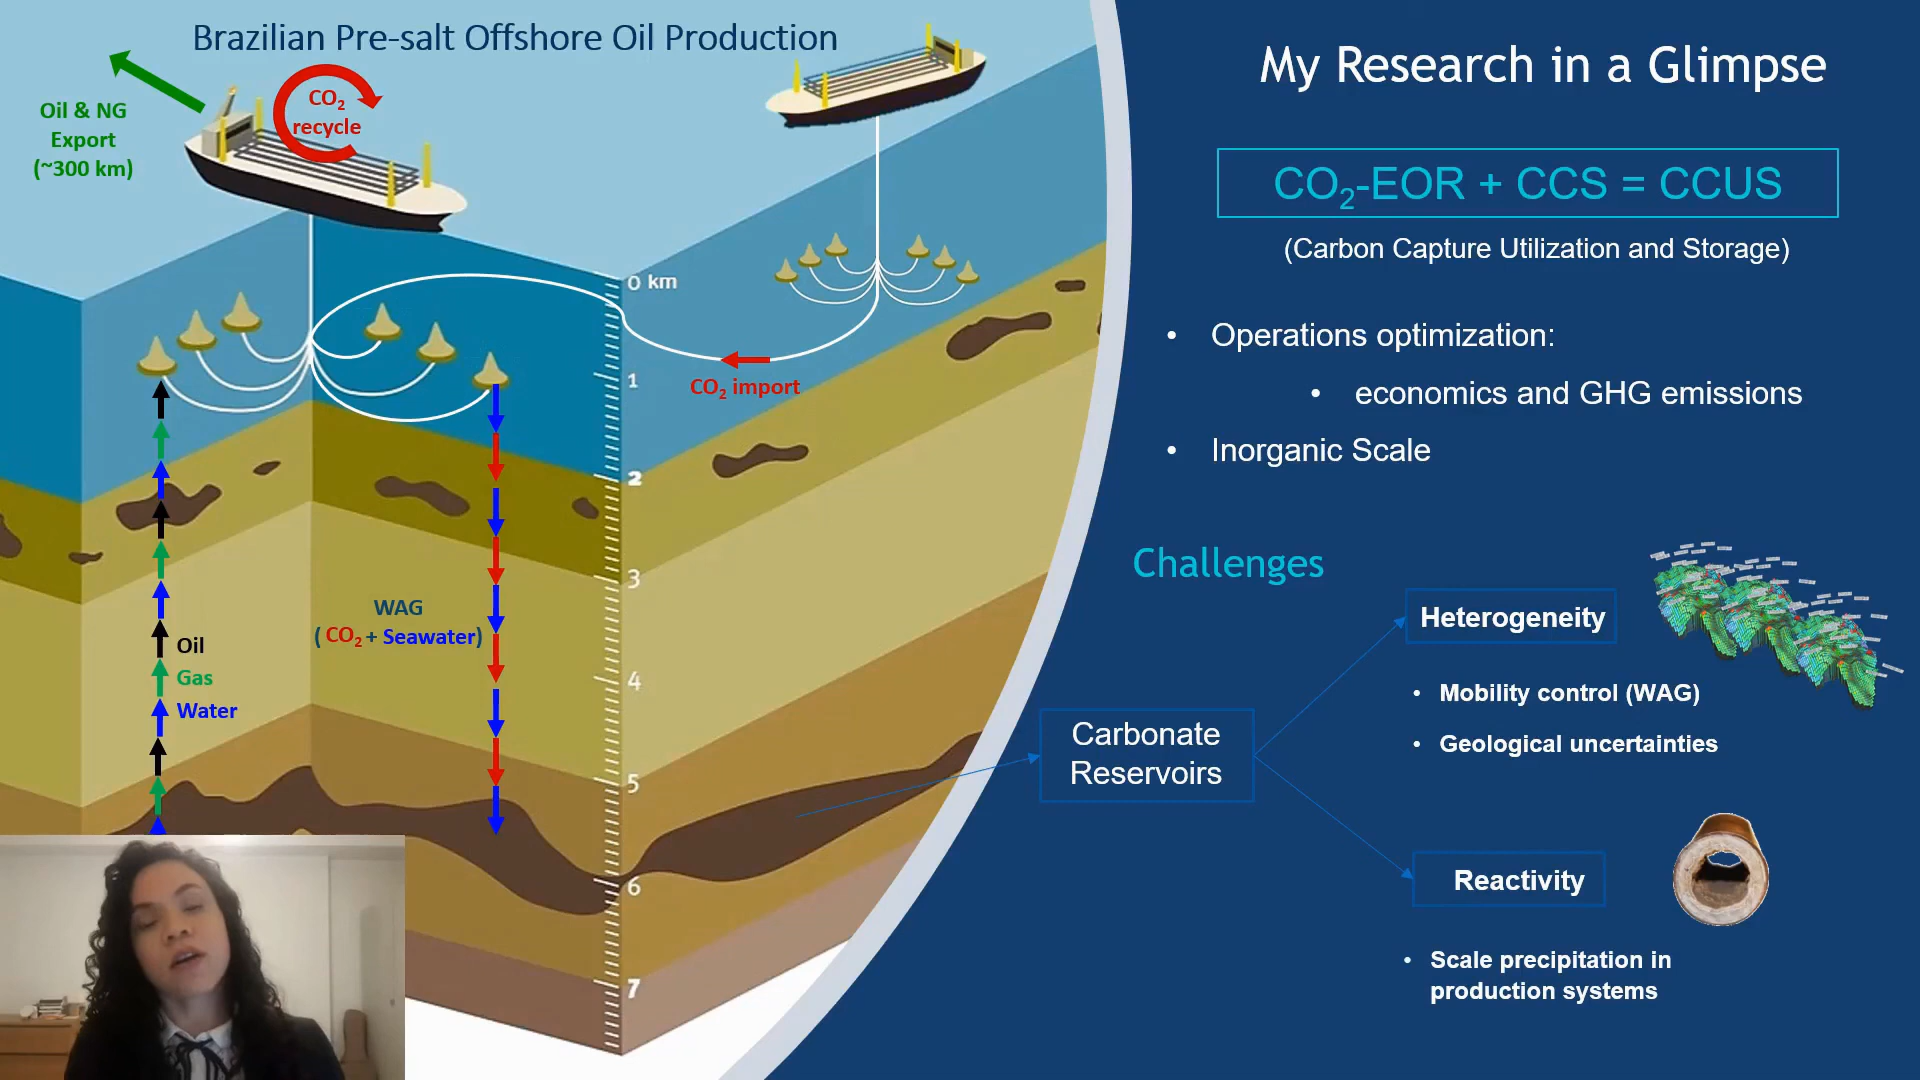 Brazilian Pre-salt Offshore Oil Production
Oil & NG
Export
(~300 km)
CO2
recycle
0 km
1
2
3
4
5
6
7
CO2 import
WAG
( CO2 + Seawater)
Oil
Gas
Water
My Research in a Glimpse
CO2-EOR + CCS = CCUS
(Carbon Capture Utilization and Storage)
• Operations optimization:
• economics and GHG emissions
• Inorganic Scale
Challenges
Carbonate
Reservoirs
Heterogeneity
• Mobility control (WAG)
• Geological uncertainties
Reactivity
• Scale precipitation in
production systems